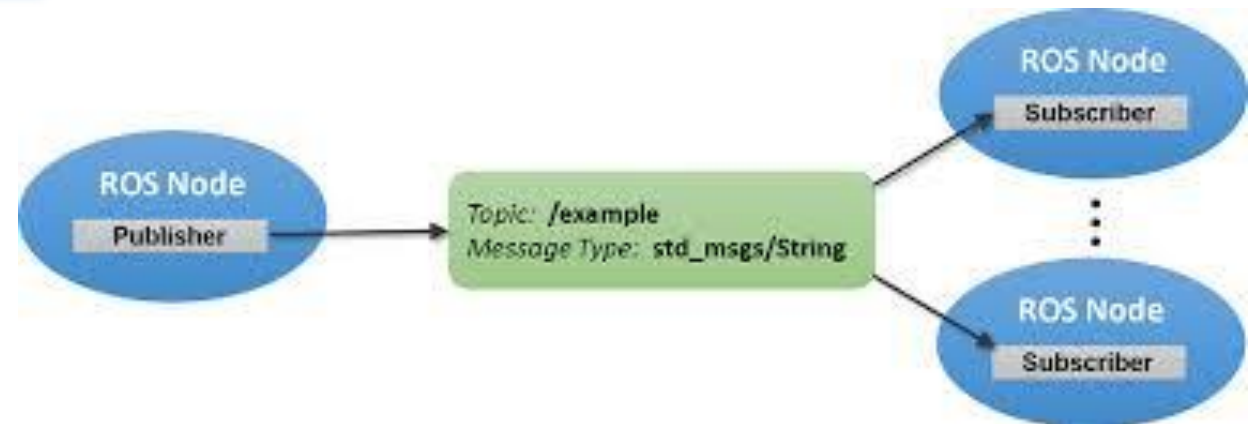 ROS Node
Publisher
Topic: /example
Message Type: std_msgs/String
ROS Node
Subscriber
ROS Node
Subscriber